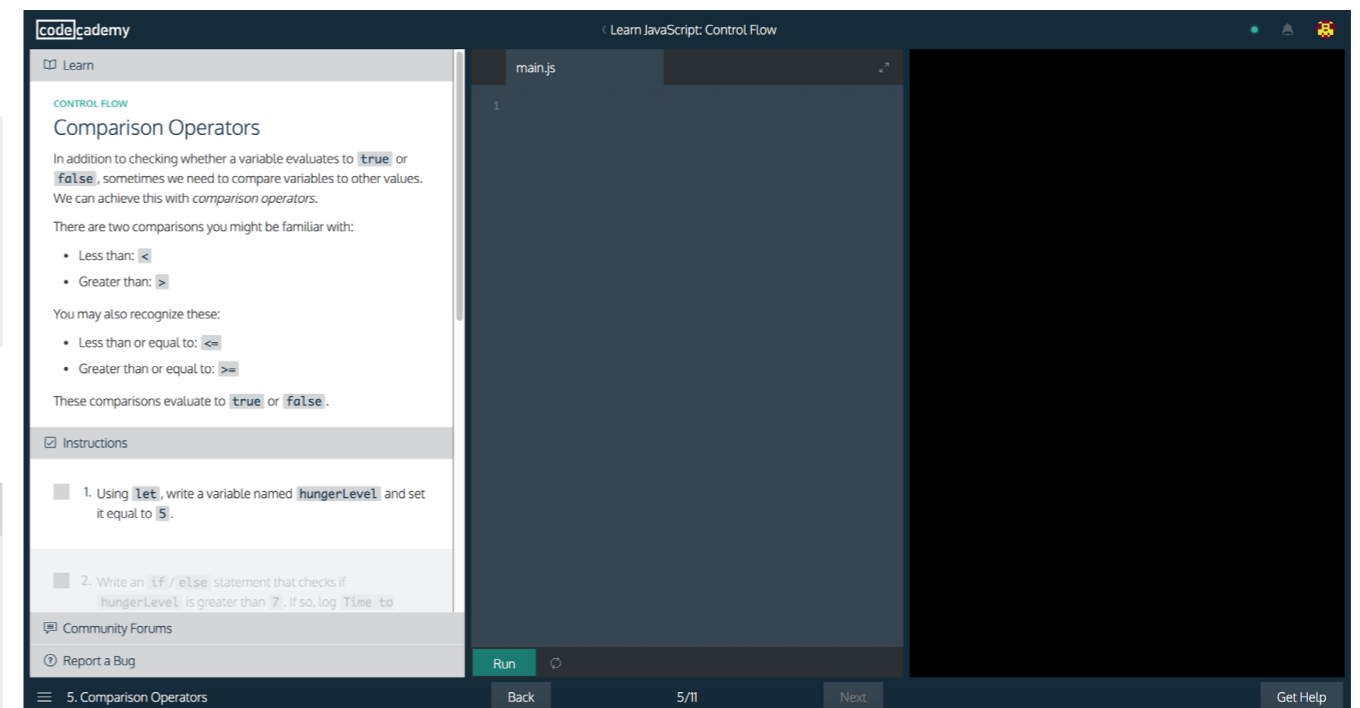 codecademy
Learn JavaScript: Control Flow
Learn
CONTROL FLOW
Comparison Operators
In addition to checking whether a variable evaluates to true or
false, sometimes we need to compare variables to other values.
We can achieve this with comparison operators.
There are two comparisons you might be familiar with:
• Less than: <
• Greater than: >
You may also recognize these:
• Less than or equal to: <=
• Greater than or equal to: >=
These comparisons evaluate to true or false.
Instructions
1. Using let, write a variable named hungerLevel and set
it equal to 5.
2. Write an if / else statement that checks if
hungerLevel is greater than 7. If so, log Time to
Community Forums
Report a Bug
main.js
1
Run
5. Comparison Operators
Back
5/11
Next
Get Help